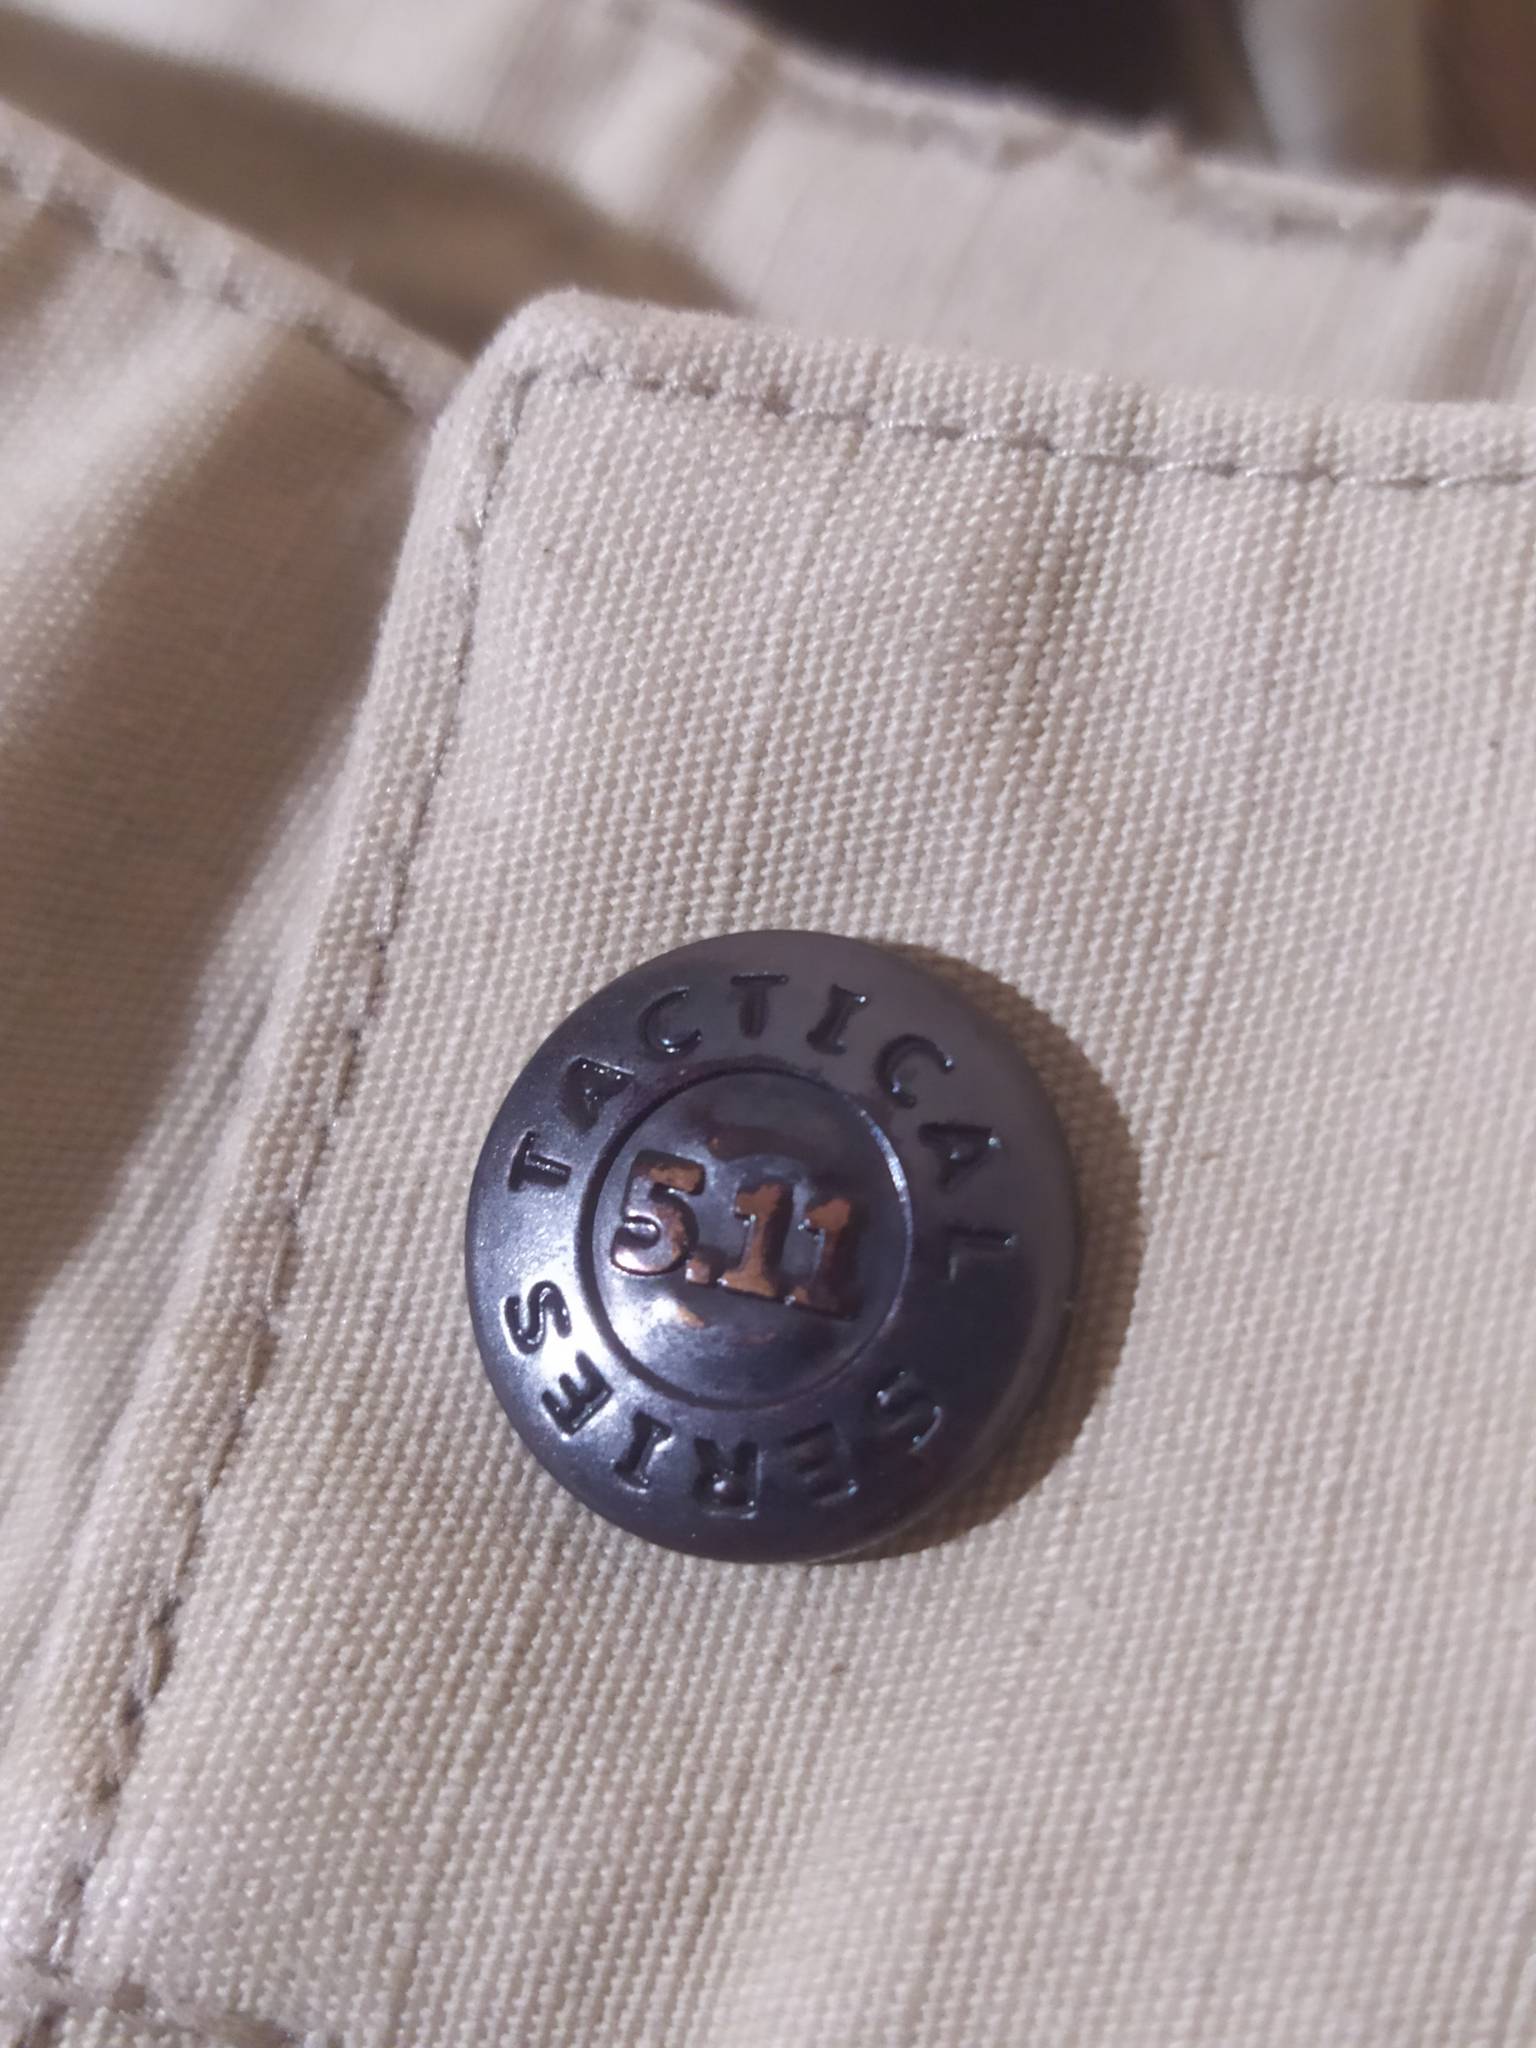 TACTICAL
5.11
SERIES